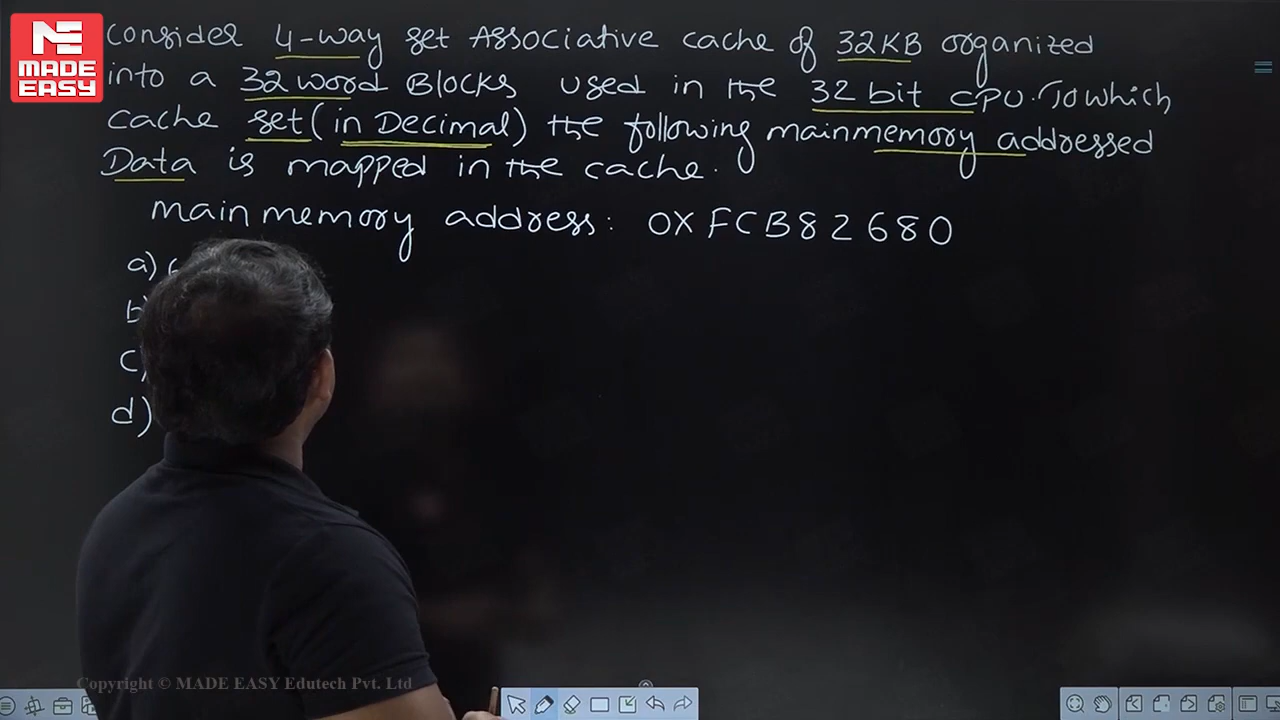 ME
MADE
EASY
Consider 4-way set Associative cache of 32KB organized
into a 32 word Blocks used in the 32 bit CPU. To which
cache set (in Decimal) the following mainmemory addressed
Data is mapped in the cache.
main memory address: 0XFCB82680
a)
b)
c)
d)
Copyright © MADE EASY Edutech Pvt. Ltd